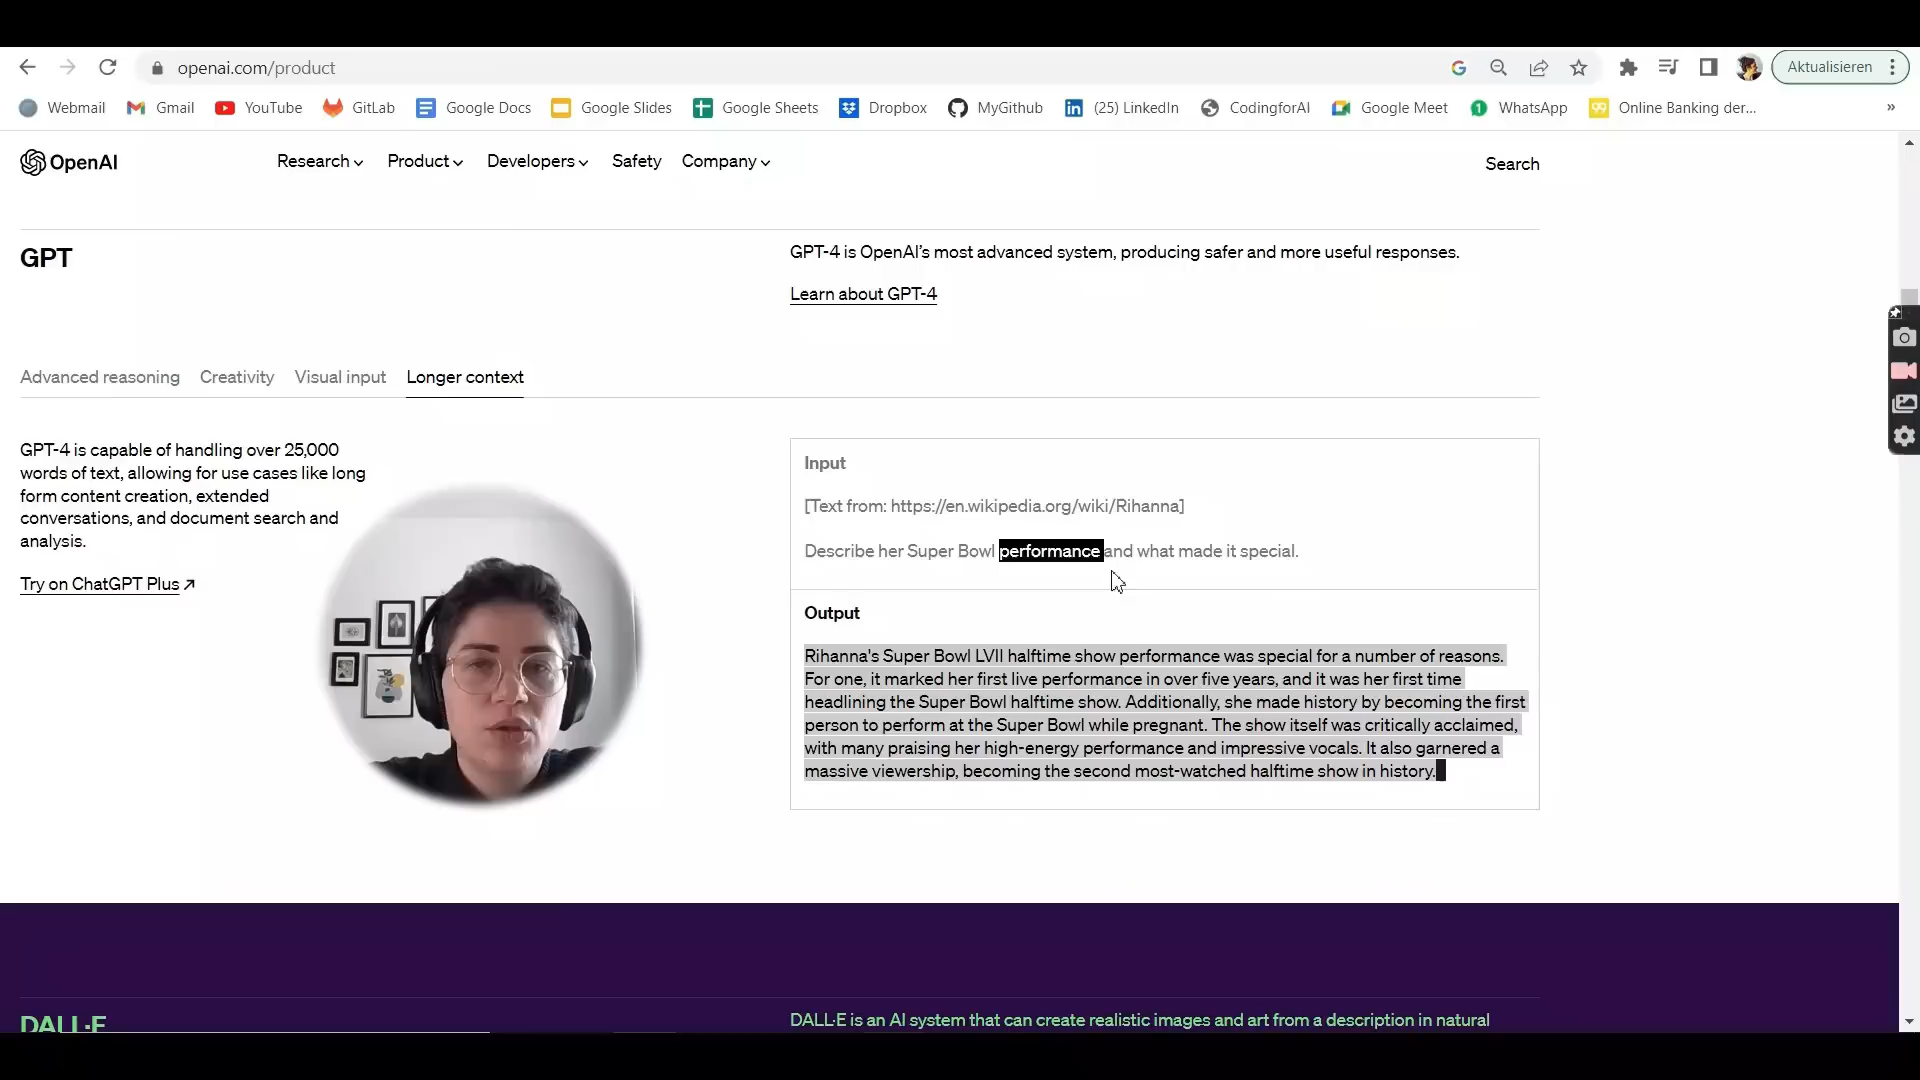 openai.com/product
Aktualisieren
Webmail Gmail YouTube GitLab Google Docs Google Slides Google Sheets Dropbox MyGithub (25) LinkedIn CodingforAI Google Meet WhatsApp Online Banking der... »
OpenAI
Research Product Developers Safety Company Search
GPT
GPT-4 is OpenAI’s most advanced system, producing safer and more useful responses.
Learn about GPT-4
Advanced reasoning Creativity Visual input Longer context
GPT-4 is capable of handling over 25,000
words of text, allowing for use cases like long
form content creation, extended
conversations, and document search and
analysis.
Try on ChatGPT Plus ↗
Input
[Text from: https://en.wikipedia.org/wiki/Rihanna]
Describe her Super Bowl performance and what made it special.
Output
Rihanna's Super Bowl LVII halftime show performance was special for a number of reasons.
For one, it marked her first live performance in over five years, and it was her first time
headlining the Super Bowl halftime show. Additionally, she made history by becoming the first
person to perform at the Super Bowl while pregnant. The show itself was critically acclaimed,
with many praising her high-energy performance and impressive vocals. It also garnered a
massive viewership, becoming the second most-watched halftime show in history.
DALL·E
DALL·E is an AI system that can create realistic images and art from a description in natural